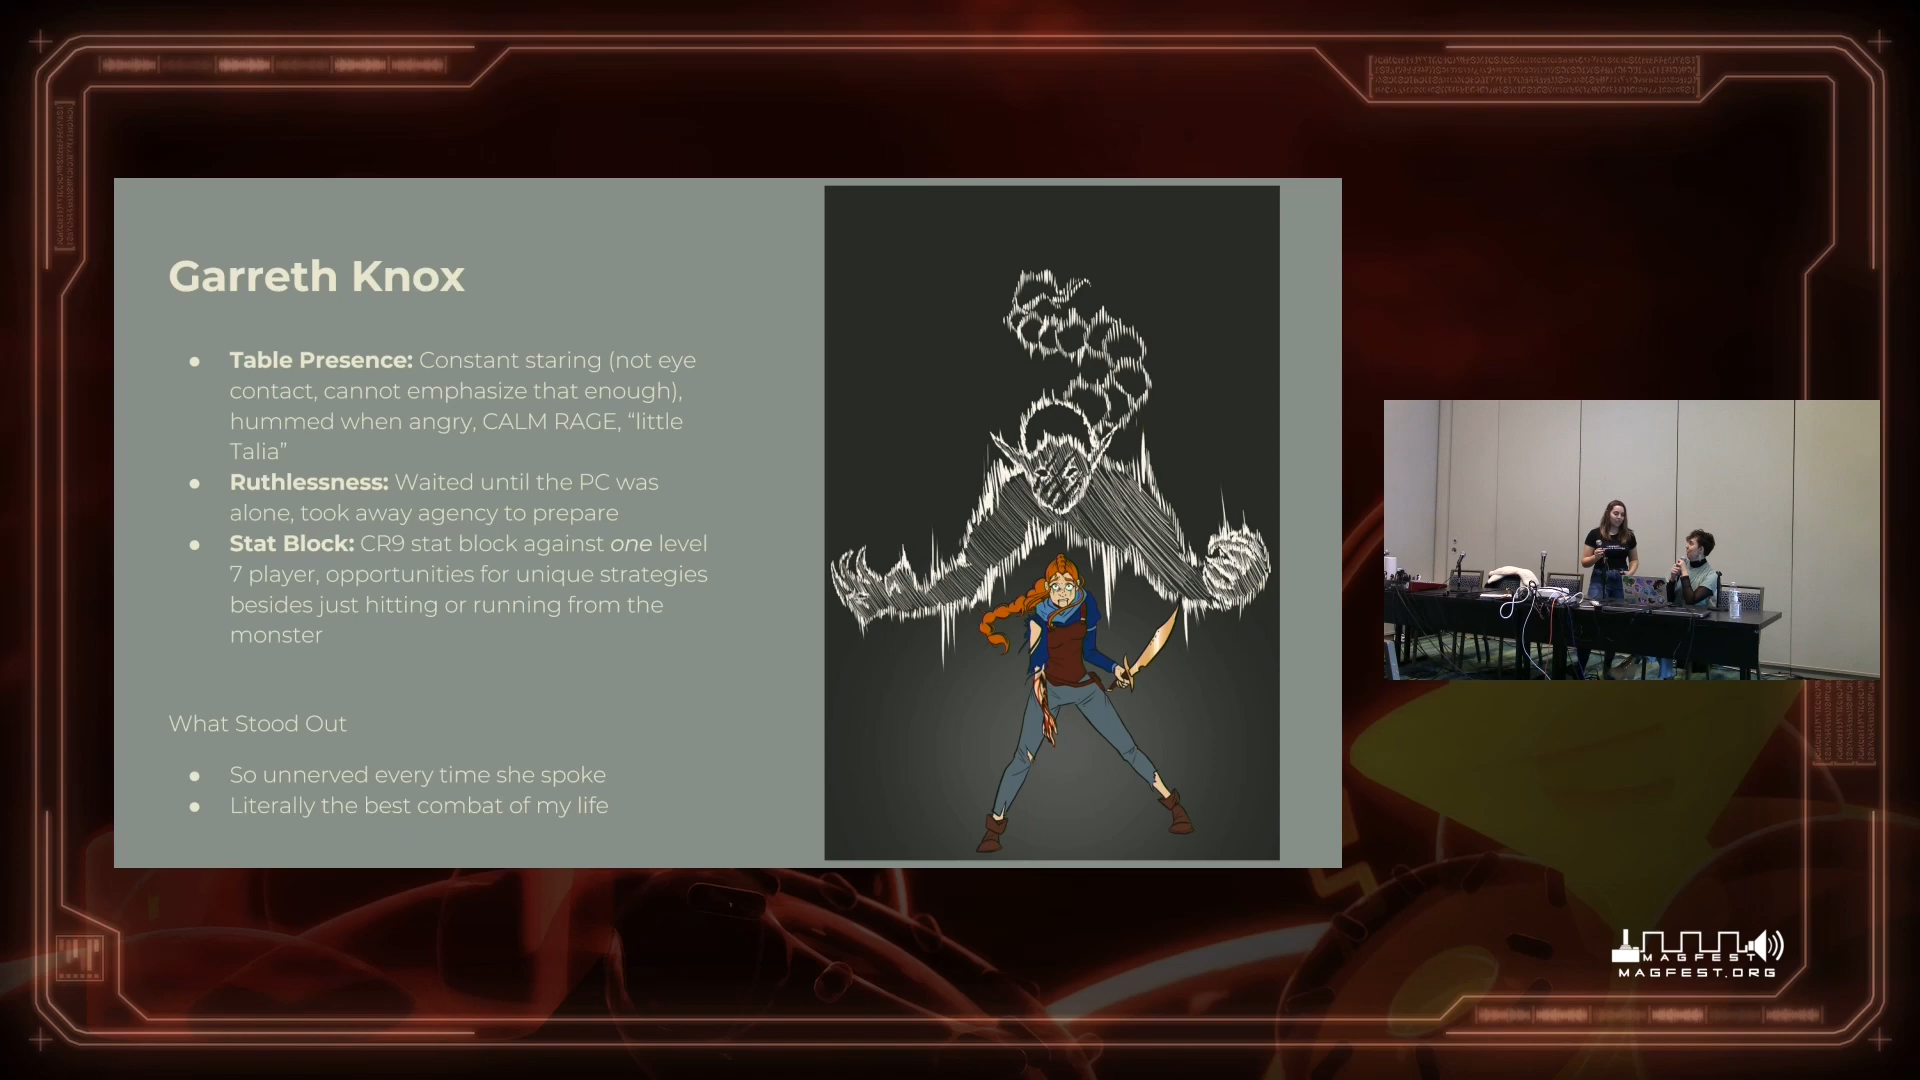 Garreth Knox
● Table Presence: Constant staring (not eye
contact, cannot emphasize that enough),
hummed when angry, CALM RAGE, “little
Talia”
● Ruthlessness: Waited until the PC was
alone, took away agency to prepare
● Stat Block: CR9 stat block against one level
7 player, opportunities for unique strategies
besides just hitting or running from the
monster
What Stood Out
● So unnerved every time she spoke
● Literally the best combat of my life
MAGFEST
MAGFEST.ORG